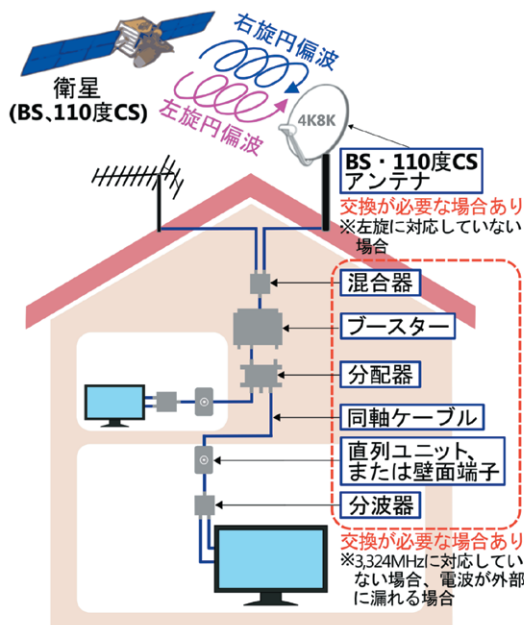 右旋円偏波
左旋円偏波
衛星
(BS、110度CS)
4K8K
BS・110度CS
アンテナ
交換が必要な場合あり
※左旋に対応していない
場合
混合器
ブースター
分配器
同軸ケーブル
直列ユニット、
または壁面端子
分波器
交換が必要な場合あり
※3,324MHzに対応してい
ない場合、電波が外部
に漏れる場合